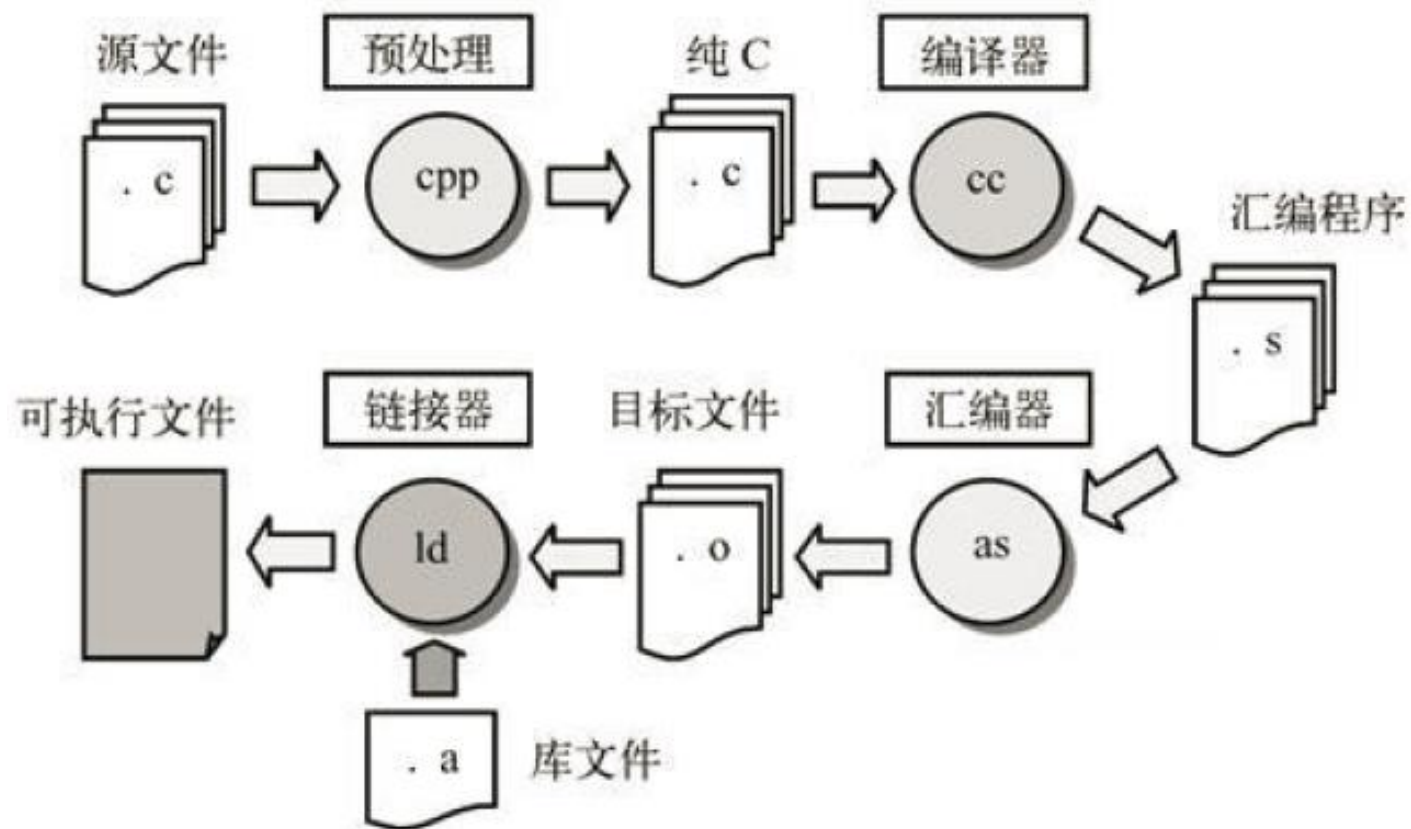 源文件
预处理
纯 C
编译器
. c
cpp
. c
cc
汇编程序
. s
可执行文件
链接器
目标文件
汇编器
ld
. o
as
. a
库文件